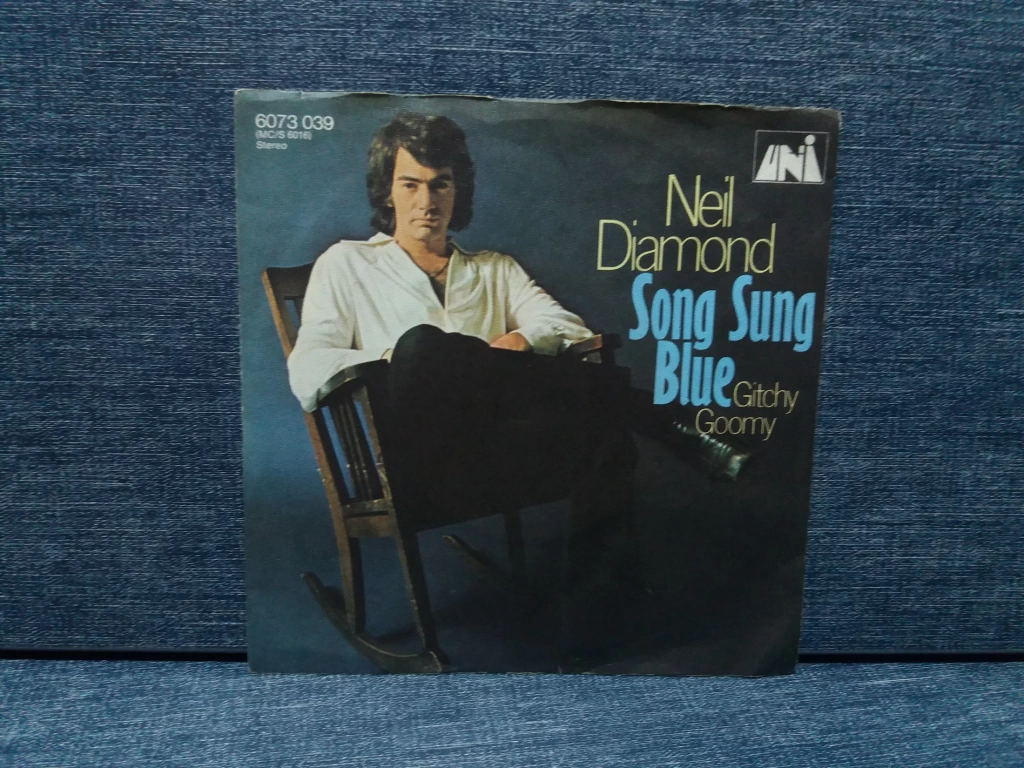 6073 039
(MC/S 6016)
Stereo
UNI
Neil
Diamond
Song Sung
Blue Gitchy
Goomy